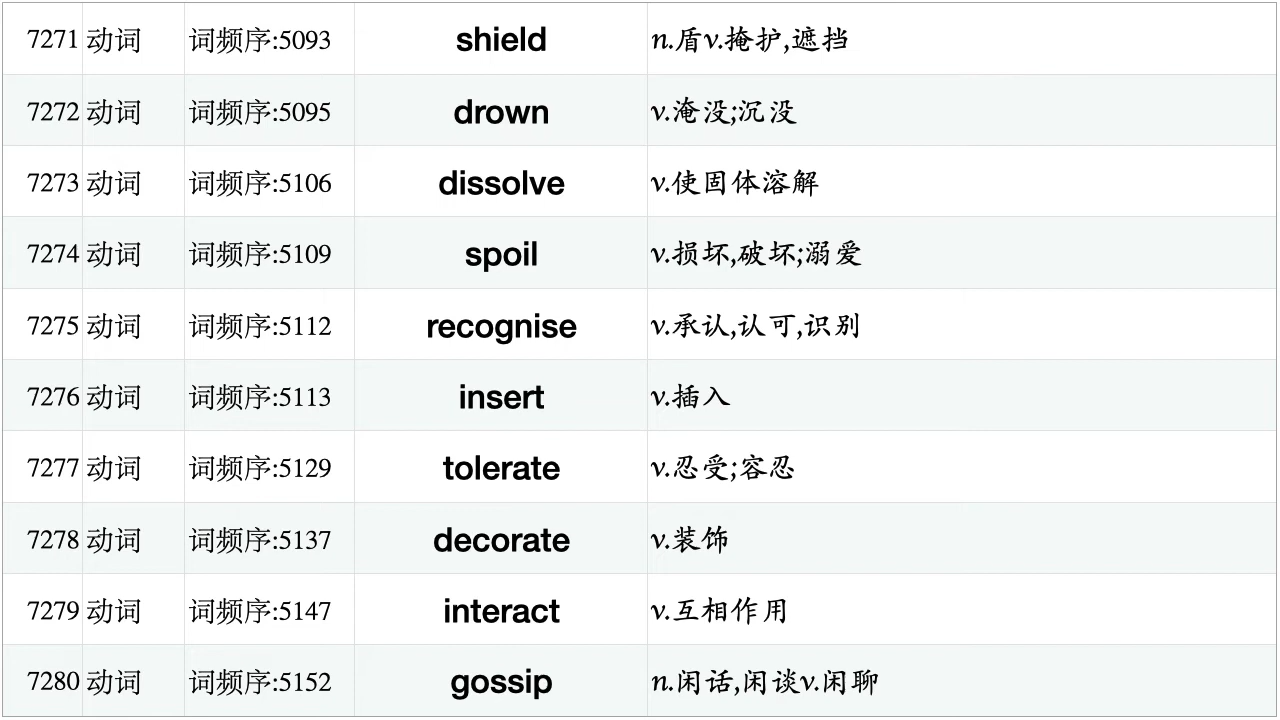 7271 动词 词频序:5093 shield n.盾v.掩护,遮挡
7272 动词 词频序:5095 drown v.淹没;沉没
7273 动词 词频序:5106 dissolve v.使固体溶解
7274 动词 词频序:5109 spoil v.损坏,破坏;溺爱
7275 动词 词频序:5112 recognise v.承认,认可,识别
7276 动词 词频序:5113 insert v.插入
7277 动词 词频序:5129 tolerate v.忍受;容忍
7278 动词 词频序:5137 decorate v.装饰
7279 动词 词频序:5147 interact v.互相作用
7280 动词 词频序:5152 gossip n.闲话,闲谈v.闲聊